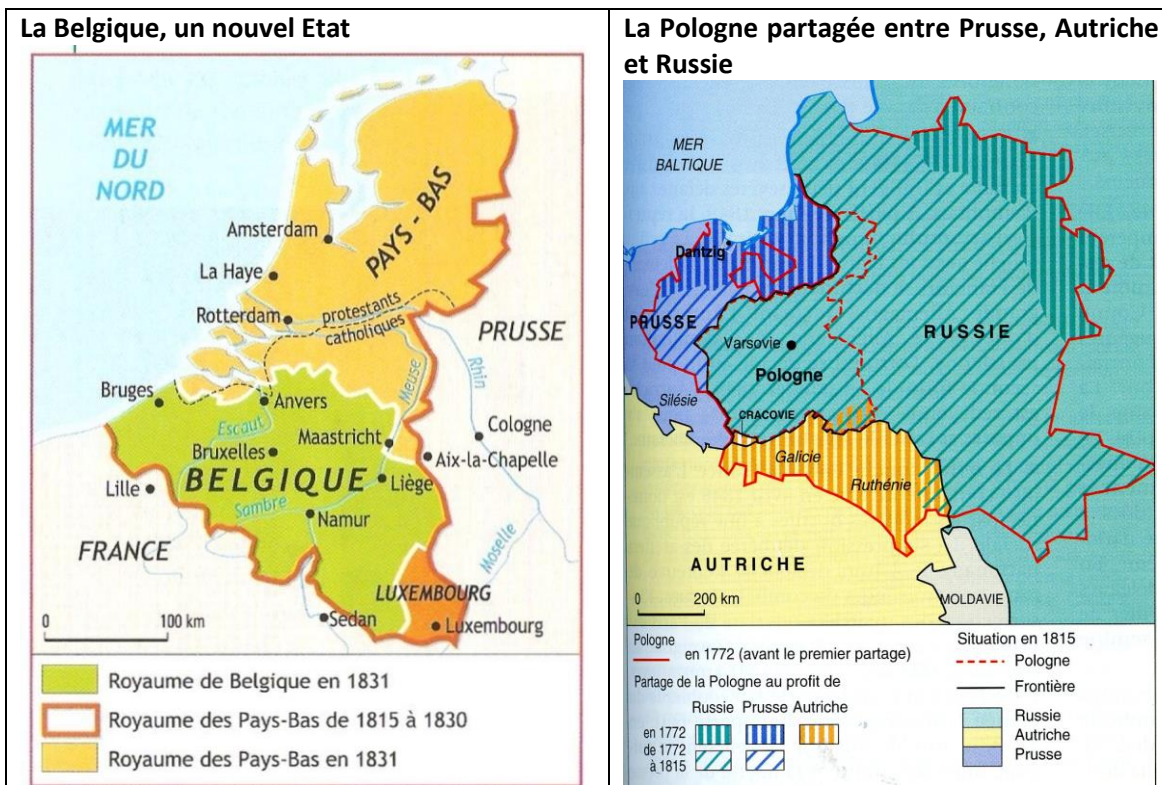 La Belgique, un nouvel Etat
MER
DU
NORD
Amsterdam
PAYS-BAS
La Haye
Rotterdam
protestants
catholiques
PRUSSE
Meuse
Rhin
Bruges
Anvers
Escaut
Cologne
Maastricht
Bruxelles
Aix-la-Chapelle
BELGIQUE
Liège
Lille
Sambre
Namur
FRANCE
Moselle
LUXEMBOURG
Sedan
Luxembourg
0 100 km
Royaume de Belgique en 1831
Royaume des Pays-Bas de 1815 à 1830
Royaume des Pays-Bas en 1831
La Pologne partagée entre Prusse, Autriche
et Russie
MER
BALTIQUE
Dantzig
PRUSSE
RUSSIE
Varsovie
Pologne
Silésie
CRACOVIE
Galicie
Ruthénie
AUTRICHE
0 200 km
MOLDAVIE
Pologne
en 1772 (avant le premier partage)
Partage de la Pologne au profit de
Russie Prusse Autriche
en 1772
de 1772
à 1815
Situation en 1815
Pologne
Frontière
Russie
Autriche
Prusse